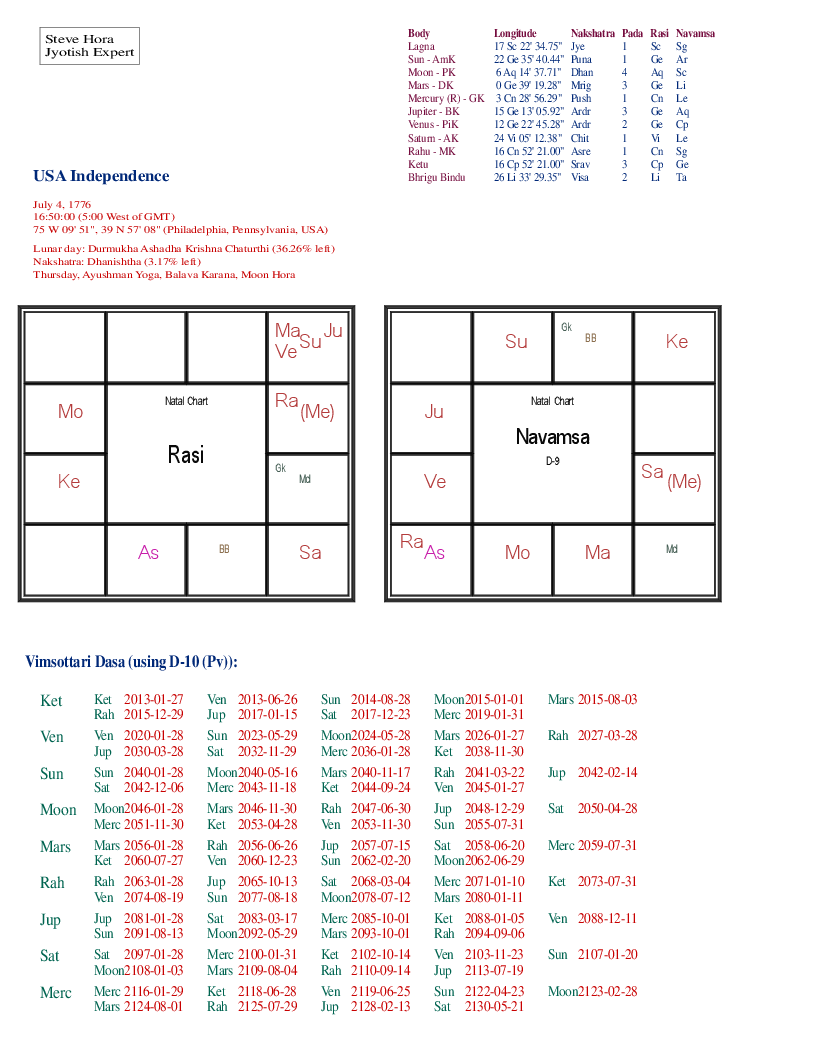 Steve Hora
Jyotish Expert
Body Longitude Nakshatra Pada Rasi Navamsa
Lagna 17 Sc 22' 34.75" Jye 1 Sc Sg
Sun - AmK 22 Ge 35' 40.44" Puna 1 Ge Ar
Moon - PK 6 Aq 14' 37.71" Dhan 4 Aq Sc
Mars - DK 0 Ge 39' 19.28" Mrig 3 Ge Li
Mercury (R) - GK 3 Cn 28' 56.29" Push 1 Cn Le
Jupiter - BK 15 Ge 13' 05.92" Ardr 3 Ge Aq
Venus - PiK 12 Ge 22' 45.28" Ardr 2 Ge Cp
Saturn - AK 24 Vi 05' 12.38" Chit 1 Vi Le
Rahu - MK 16 Cn 52' 21.00" Asre 1 Cn Sg
Ketu 16 Cp 52' 21.00" Srav 3 Cp Ge
Bhrigu Bindu 26 Li 33' 29.35" Visa 2 Li Ta
USA Independence
July 4, 1776
16:50:00 (5:00 West of GMT)
75 W 09' 51", 39 N 57' 08" (Philadelphia, Pennsylvania, USA)
Lunar day: Durmukha Ashadha Krishna Chaturthi (36.26% left)
Nakshatra: Dhanishtha (3.17% left)
Thursday, Ayushman Yoga, Balava Karana, Moon Hora
Ma Su Ju
Ve
Mo
Natal Chart
Rasi
Ra (Me)
Ke
Gk
Md
As
BB
Sa
Su
Gk
BB
Ke
Ju
Natal Chart
Navamsa
D-9
Ve
Sa (Me)
Ra
As
Mo
Ma
Md
Vimsottari Dasa (using D-10 (Pv)):
Ket Ket 2013-01-27 Ven 2013-06-26 Sun 2014-08-28 Moon 2015-01-01 Mars 2015-08-03
Rah 2015-12-29 Jup 2017-01-15 Sat 2017-12-23 Merc 2019-01-31
Ven Ven 2020-01-28 Sun 2023-05-29 Moon 2024-05-28 Mars 2026-01-27 Rah 2027-03-28
Jup 2030-03-28 Sat 2032-11-29 Merc 2036-01-28 Ket 2038-11-30
Sun Sun 2040-01-28 Moon 2040-05-16 Mars 2040-11-17 Rah 2041-03-22 Jup 2042-02-14
Sat 2042-12-06 Merc 2043-11-18 Ket 2044-09-24 Ven 2045-01-27
Moon Moon 2046-01-28 Mars 2046-11-30 Rah 2047-06-30 Jup 2048-12-29 Sat 2050-04-28
Merc 2051-11-30 Ket 2053-04-28 Ven 2053-11-30 Sun 2055-07-31
Mars Mars 2056-01-28 Rah 2056-06-26 Jup 2057-07-15 Sat 2058-06-20 Merc 2059-07-31
Ket 2060-07-27 Ven 2060-12-23 Sun 2062-02-20 Moon 2062-06-29
Rah Rah 2063-01-28 Jup 2065-10-13 Sat 2068-03-04 Merc 2071-01-10 Ket 2073-07-31
Ven 2074-08-19 Sun 2077-08-18 Moon 2078-07-12 Mars 2080-01-11
Jup Jup 2081-01-28 Sat 2083-03-17 Merc 2085-10-01 Ket 2088-01-05 Ven 2088-12-11
Sun 2091-08-13 Moon 2092-05-29 Mars 2093-10-01 Rah 2094-09-06
Sat Sat 2097-01-28 Merc 2100-01-31 Ket 2102-10-14 Ven 2103-11-23 Sun 2107-01-20
Moon 2108-01-03 Mars 2109-08-04 Rah 2110-09-14 Jup 2113-07-19
Merc Merc 2116-01-29 Ket 2118-06-28 Ven 2119-06-25 Sun 2122-04-23 Moon 2123-02-28
Mars 2124-08-01 Rah 2125-07-29 Jup 2128-02-13 Sat 2130-05-21